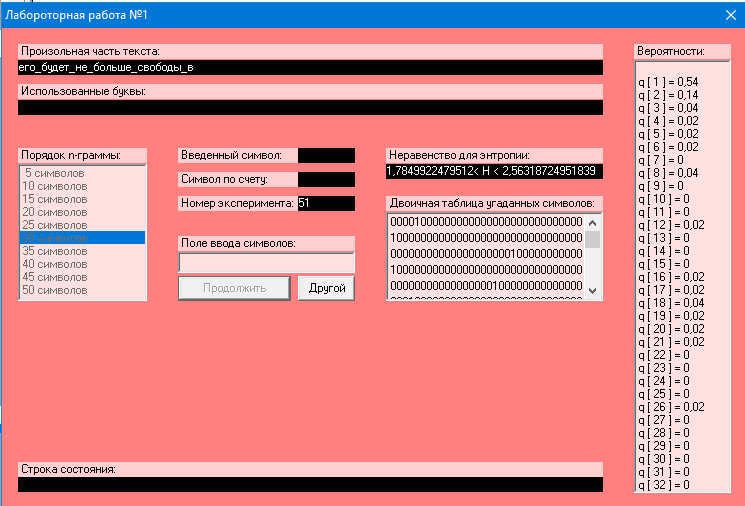 Лабороторная работа №1
Произольная часть текста:
его_будет_не_больше_свободы_в
Использованные буквы:
Порядок n-граммы:
5 символов
10 символов
15 символов
20 символов
25 символов
символов
35 символов
40 символов
45 символов
50 символов
Введенный символ:
Символ по счету:
Номер эксперимента: 51
Поле ввода символов:
Продолжить
Другой
Неравенство для энтропии:
1,7849922479512< H < 2,56318724951839
Двоичная таблица угаданных символов:
00001000000000000000000000000000
10000000000000000000000000000000
00000000000000000000100000000000
10000000000000000000000000000000
00000000000000000100000000000000
Строка состояния:
Вероятности:
q [ 1 ] = 0,54
q [ 2 ] = 0,14
q [ 3 ] = 0,04
q [ 4 ] = 0,02
q [ 5 ] = 0,02
q [ 6 ] = 0,02
q [ 7 ] = 0
q [ 8 ] = 0,04
q [ 9 ] = 0
q [ 10 ] = 0
q [ 11 ] = 0
q [ 12 ] = 0,02
q [ 13 ] = 0
q [ 14 ] = 0
q [ 15 ] = 0
q [ 16 ] = 0,02
q [ 17 ] = 0,02
q [ 18 ] = 0,04
q [ 19 ] = 0,02
q [ 20 ] = 0,02
q [ 21 ] = 0,02
q [ 22 ] = 0
q [ 23 ] = 0
q [ 24 ] = 0
q [ 25 ] = 0
q [ 26 ] = 0,02
q [ 27 ] = 0
q [ 28 ] = 0
q [ 29 ] = 0
q [ 30 ] = 0
q [ 31 ] = 0
q [ 32 ] = 0